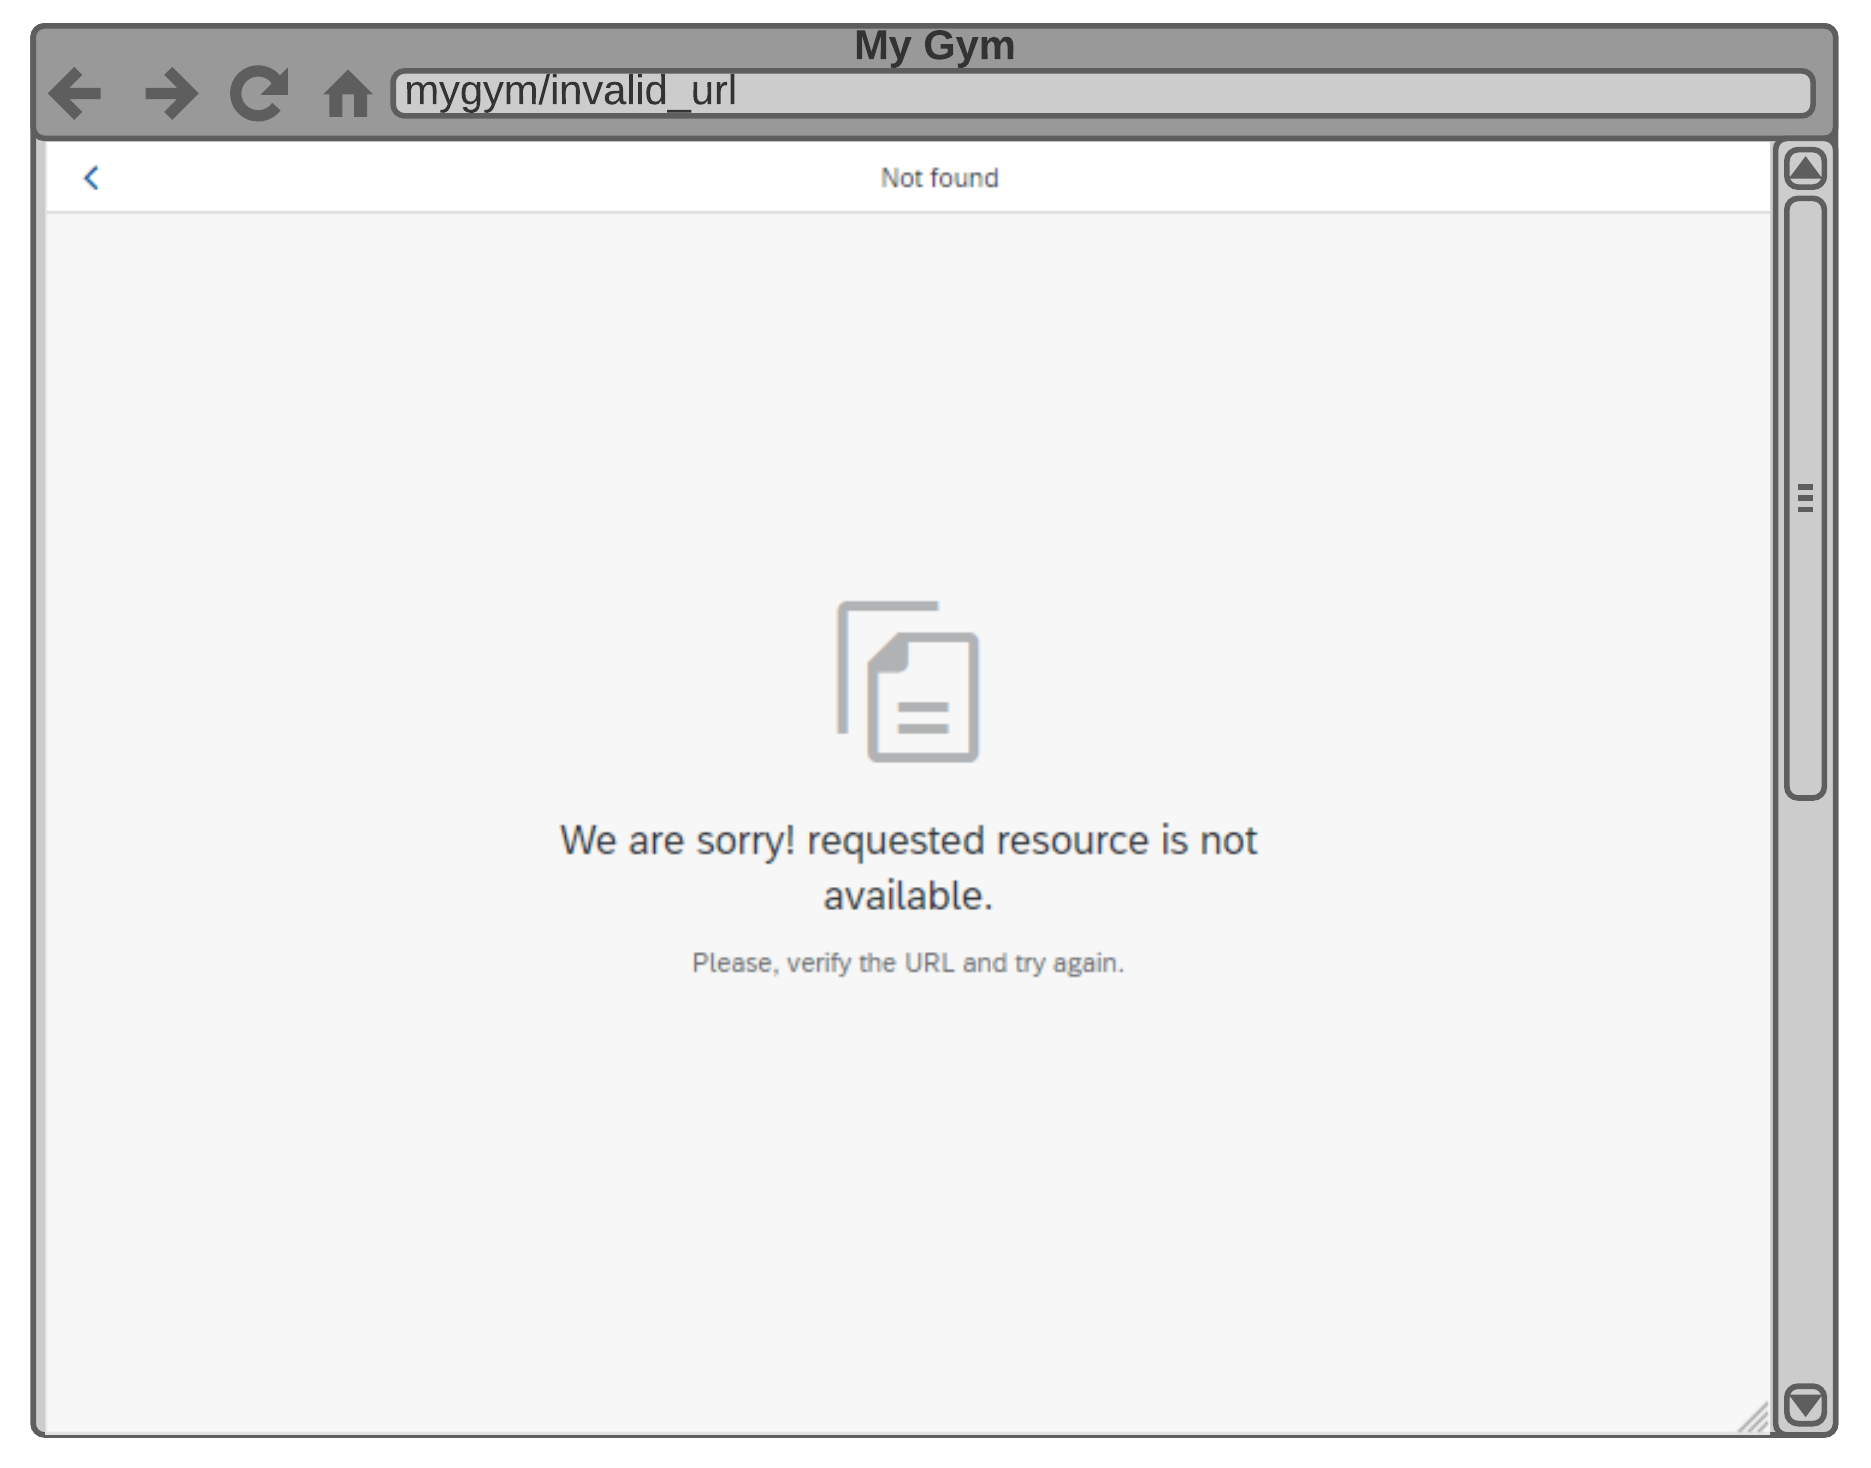 My Gym
mygym/invalid_url
Not found
We are sorry! requested resource is not
available.
Please, verify the URL and try again.